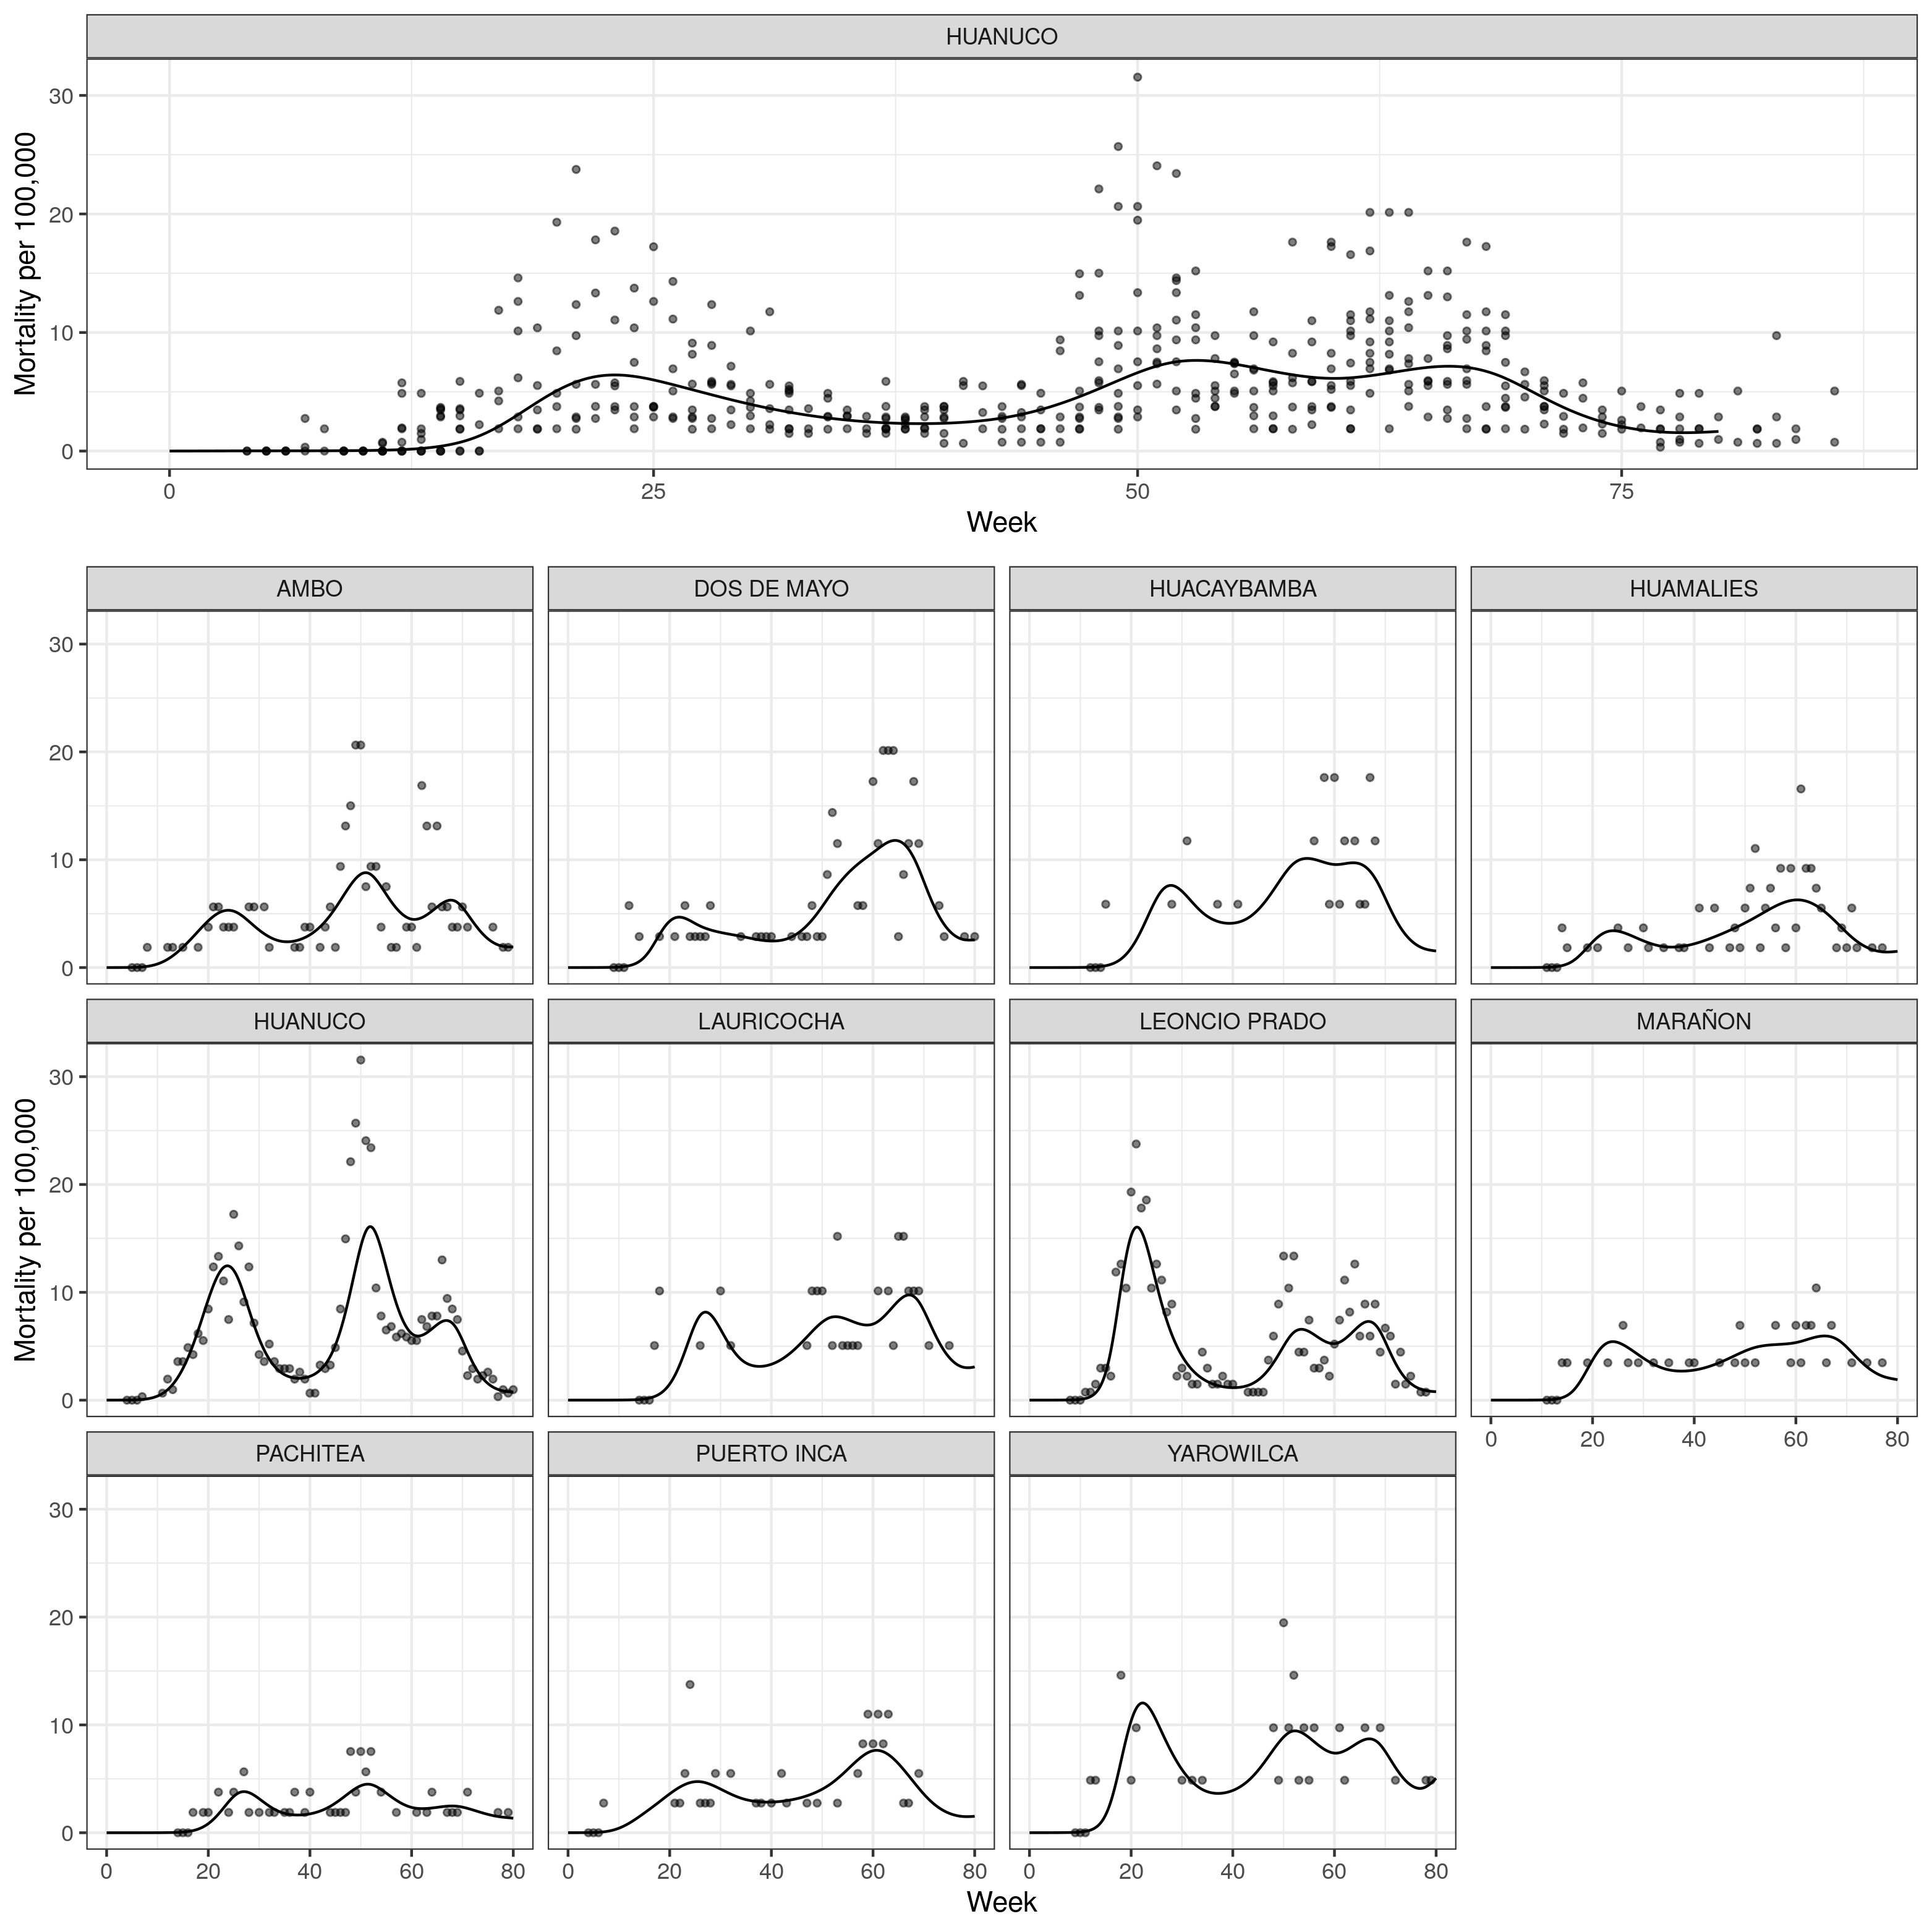 HUANUCO
Mortality per 100,000
30
20
10
0
0 25 50 75
Week
AMBO DOS DE MAYO HUACAYBAMBA HUAMALIES
30
20
10
0
HUANUCO LAURICOCHA LEONCIO PRADO MARAÑON
Mortality per 100,000
30
20
10
0
0 20 40 60 80
PACHITEA PUERTO INCA YAROWILCA
30
20
10
0
0 20 40 60 80 0 20 40 60 80 0 20 40 60 80
Week